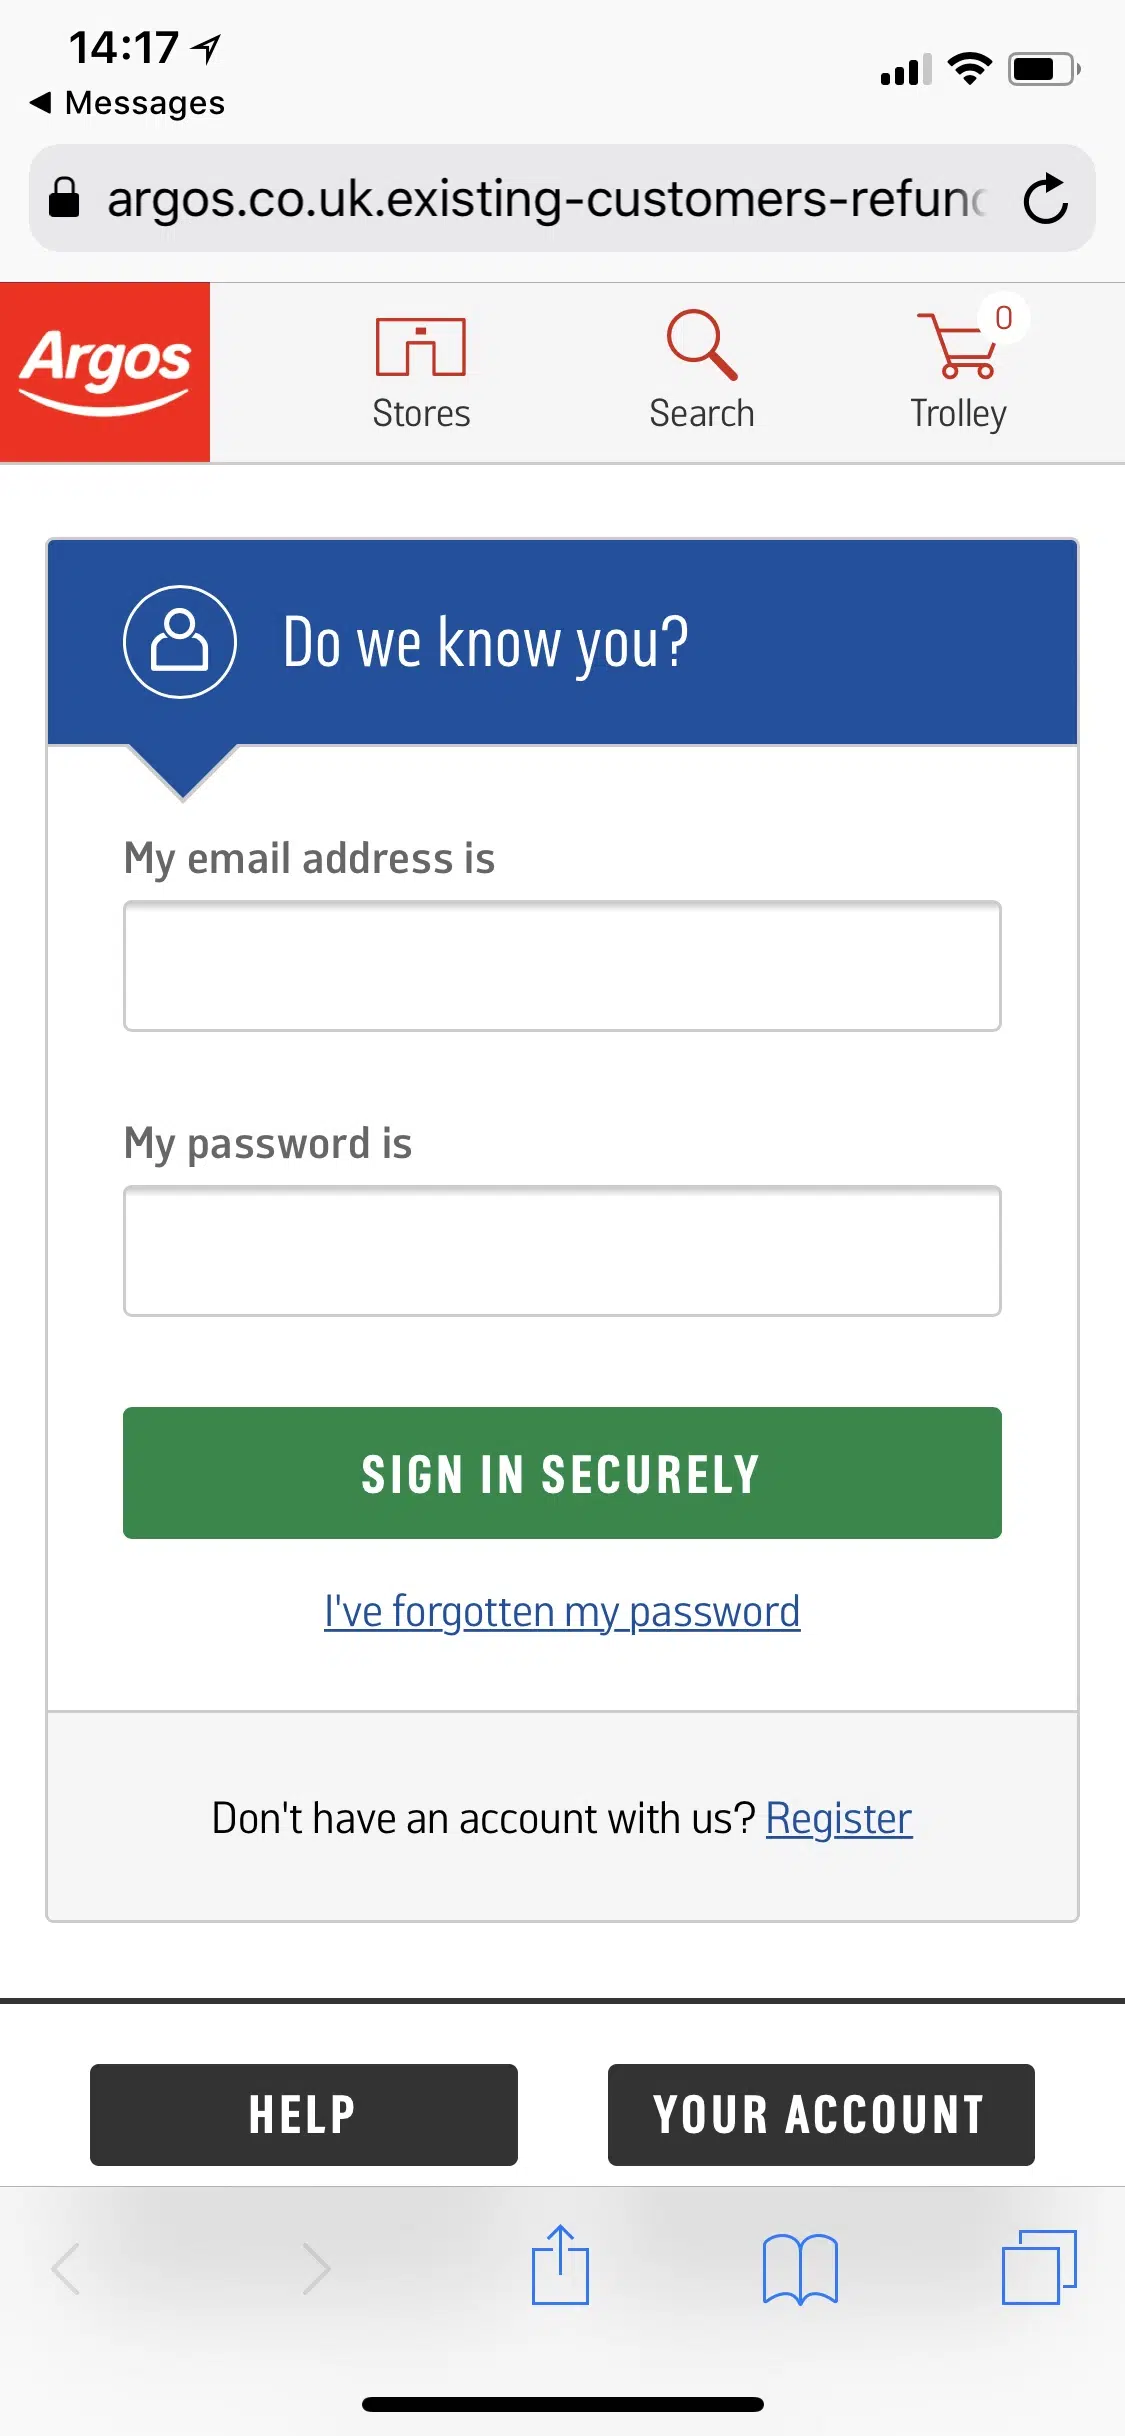 14:17
Messages
argos.co.uk.existing-customers-refun
Argos
0
Stores
Search
Trolley
Do we know you?
My email address is
My password is
SIGN IN SECURELY
I've forgotten my password
Don't have an account with us? Register
HELP
YOUR ACCOUNT